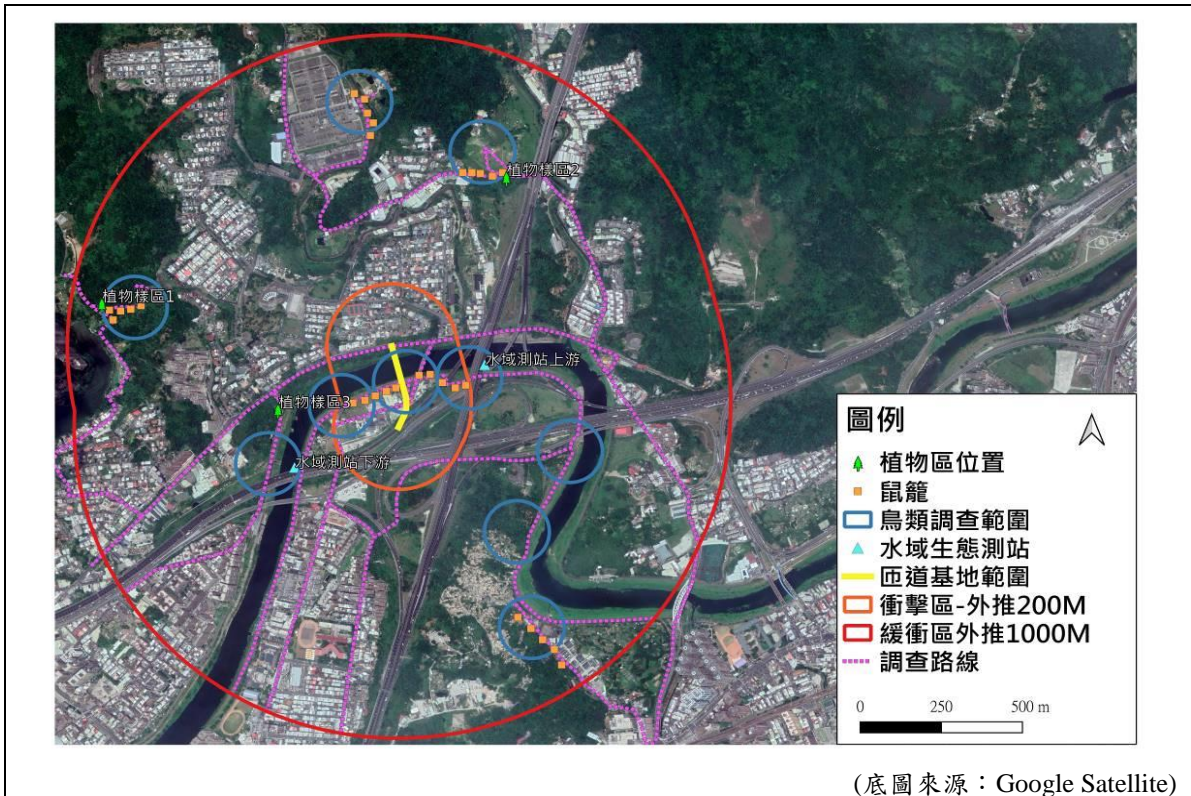 植物樣區2
植物樣區1
水域測站上游
植物樣區3
水域測站下游
圖例
植物區位置
鼠籠
鳥類調查範圍
水域生態測站
匝道基地範圍
衝擊區-外推200M
緩衝區外推1000M
調查路線
0 250 500 m
(底圖來源：Google Satellite)